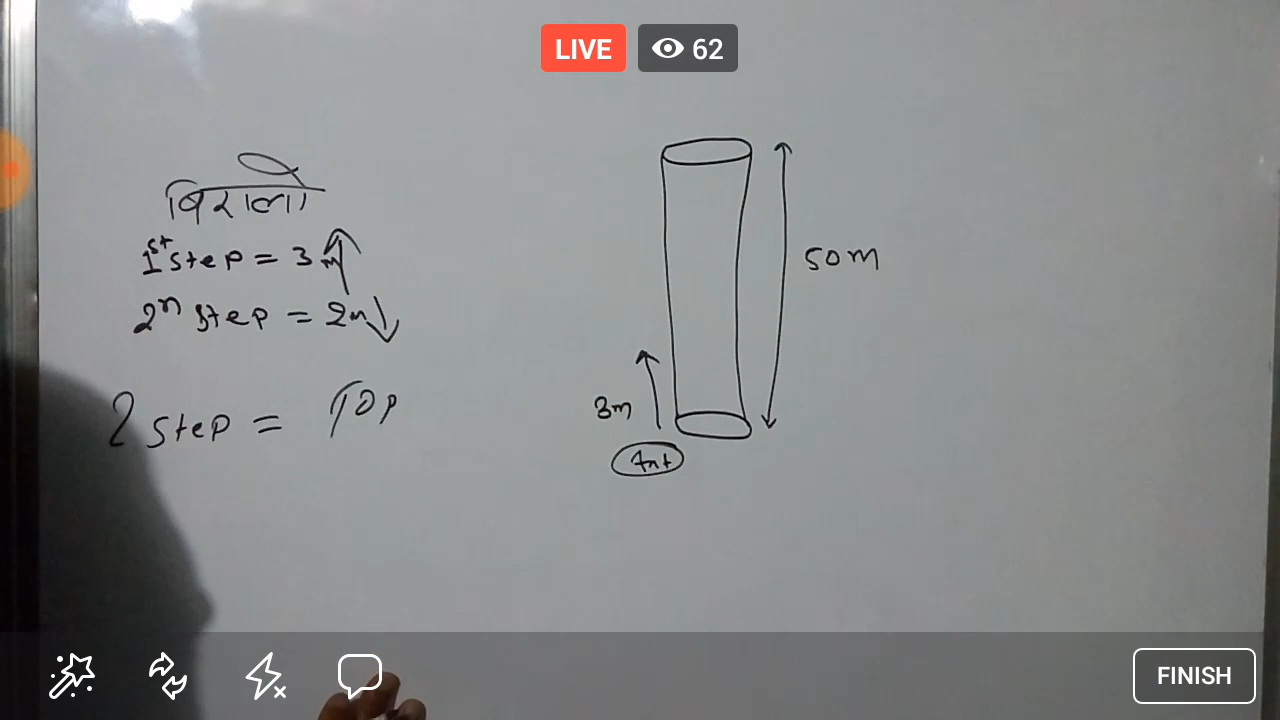 LIVE 62
बिरालो
1st step = 3m
2n step = 2m
2 step = Top
50m
3m
Ant
FINISH